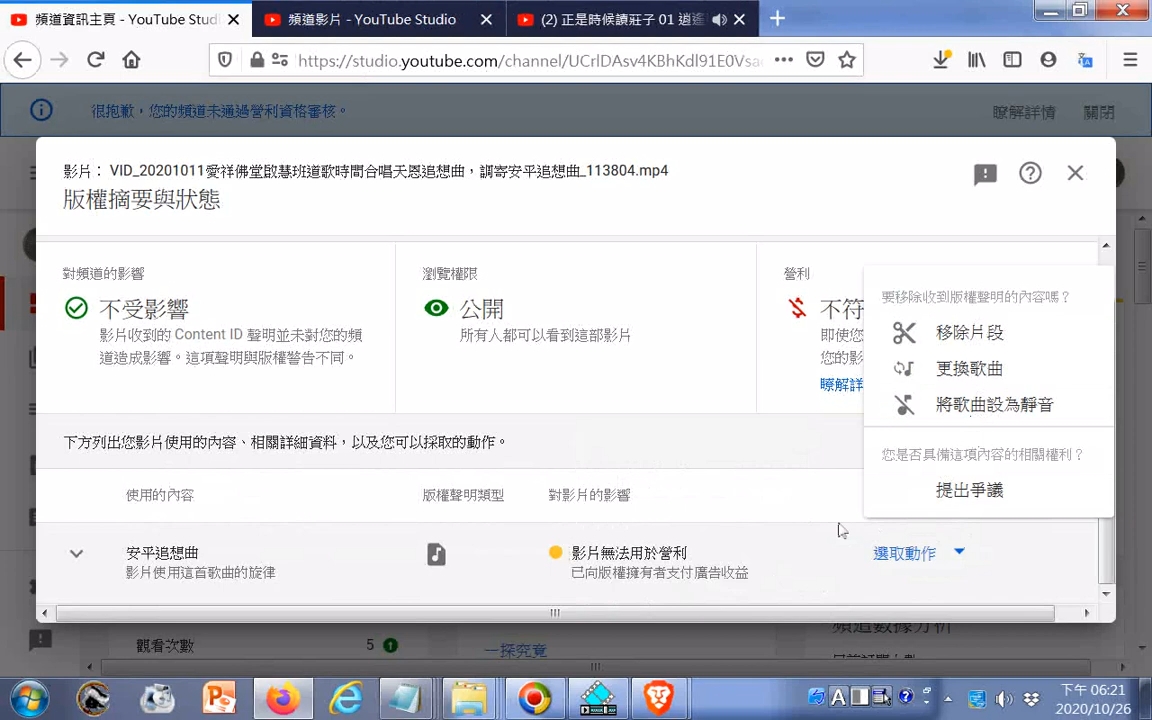 頻道資訊主頁 - YouTube Studi
頻道影片 - YouTube Studio
(2) 正是時候讀莊子 01 逍遙
https://studio.youtube.com/channel/UCrlDAsv4KBhKdl91E0Vsa
很抱歉，您的頻道未通過營利資格審核。
瞭解詳情
關閉
影片： VID_20201011愛祥佛堂啟慧班道歌時間合唱天恩追想曲，調寄安平追想曲_113804.mp4
版權摘要與狀態
對頻道的影響
不受影響
影片收到的 Content ID 聲明並未對您的頻
道造成影響。這項聲明與版權警告不同。
瀏覽權限
公開
所有人都可以看到這部影片
營利
不符
即使您
您的影
瞭解詳
要移除收到版權聲明的內容嗎？
移除片段
更換歌曲
將歌曲設為靜音
您是否具備這項內容的相關權利？
提出爭議
下方列出您影片使用的內容、相關詳細資料，以及您可以採取的動作。
使用的內容
版權聲明類型
對影片的影響
安平追想曲
影片使用這首歌曲的旋律
影片無法用於營利
已向版權擁有者支付廣告收益
選取動作
觀看次數
5
一探究竟
頻道數據分析
下午 06:21
2020/10/26